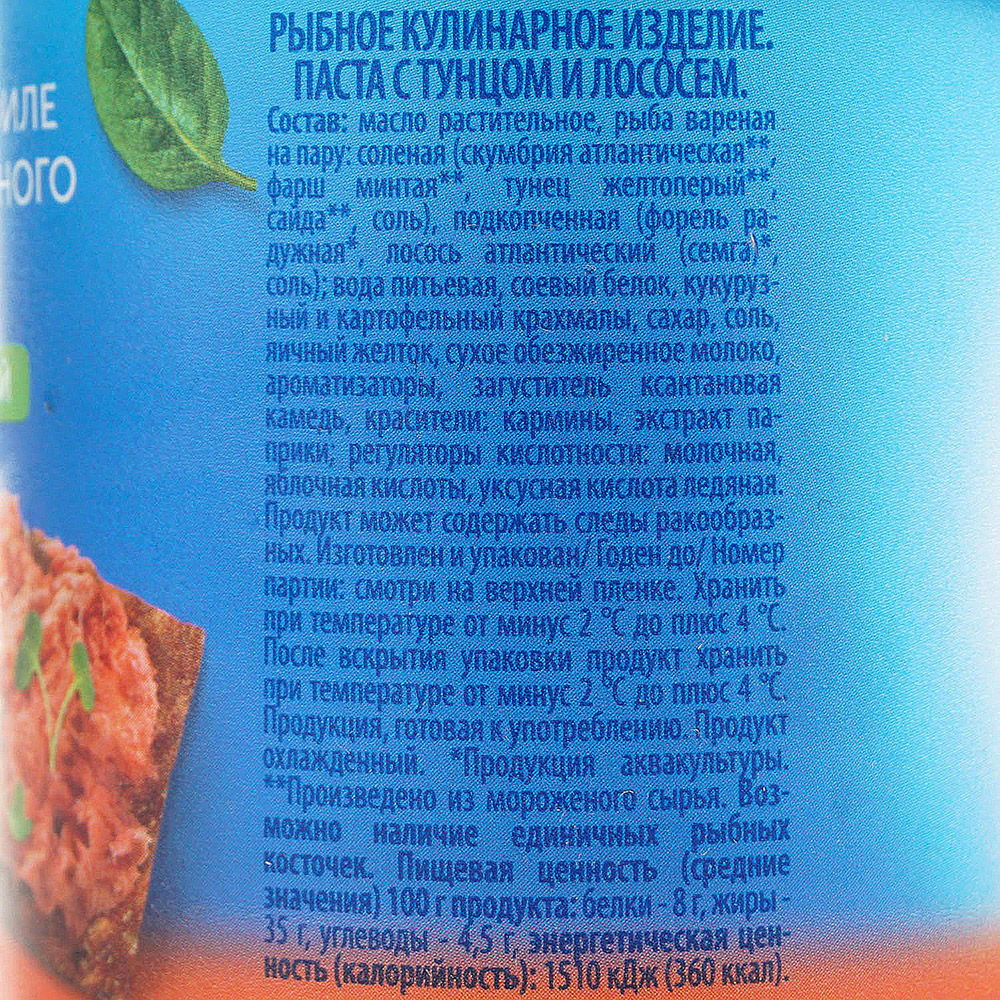 РЫБНОЕ КУЛИНАРНОЕ ИЗДЕЛИЕ.
ПАСТА С ТУНЦОМ И ЛОСОСЕМ.
Состав: масло растительное, рыба вареная
на пару: соленая (скумбрия атлантическая**,
фарш минтая**, тунец желтоперый**,
сайда**, соль), подкопченная (форель ра-
дужная*, лосось атлантический (семга)*,
соль); вода питьевая, соевый белок, кукуруз-
ный и картофельный крахмалы, сахар, соль,
яичный желток, сухое обезжиренное молоко,
ароматизаторы, загуститель ксантановая
камедь, красители: кармины, экстракт па-
прики; регуляторы кислотности: молочная,
яблочная кислоты, уксусная кислота ледяная.
Продукт может содержать следы ракообраз-
ных. Изготовлен и упакован/ Годен до/ Номер
партии: смотри на верхней пленке. Хранить
при температуре от минус 2 °C до плюс 4 °C.
После вскрытия упаковки продукт хранить
при температуре от минус 2 °C до плюс 4 °C.
Продукция, готовая к употреблению. Продукт
охлажденный. *Продукция аквакультуры.
**Произведено из мороженого сырья. Воз-
можно наличие единичных рыбных
косточек. Пищевая ценность (средние
значения) 100 г продукта: белки - 8 г, жиры -
35 г, углеводы - 4,5 г, энергетическая цен-
ность (калорийность): 1510 кДж (360 ккал).
ИЛЕ
НОГО
Й